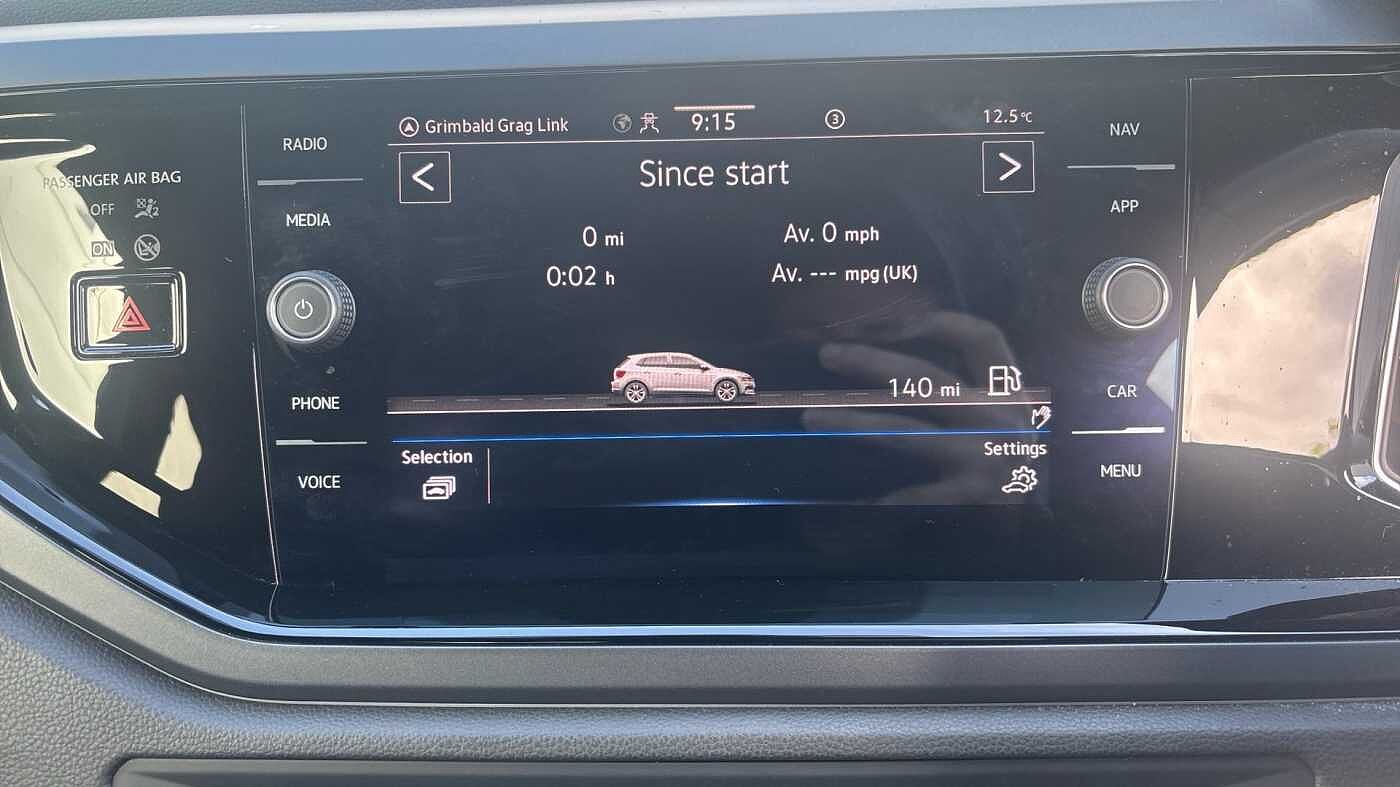 Grimbald Grag Link
9:15
3
12.5°C
RADIO
NAV
Since start
PASSENGER AIR BAG
OFF
2
MEDIA
APP
ON
0 mi
Av. 0 mph
0:02 h
Av. --- mpg (UK)
140 mi
PHONE
CAR
Selection
Settings
VOICE
MENU